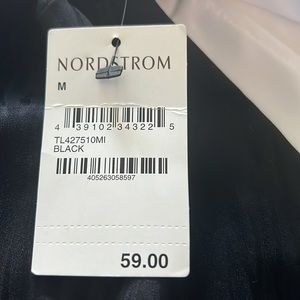 NORDSTROM
M
4 39102 34322 5
TL427510MI
BLACK
405263058597
59.00